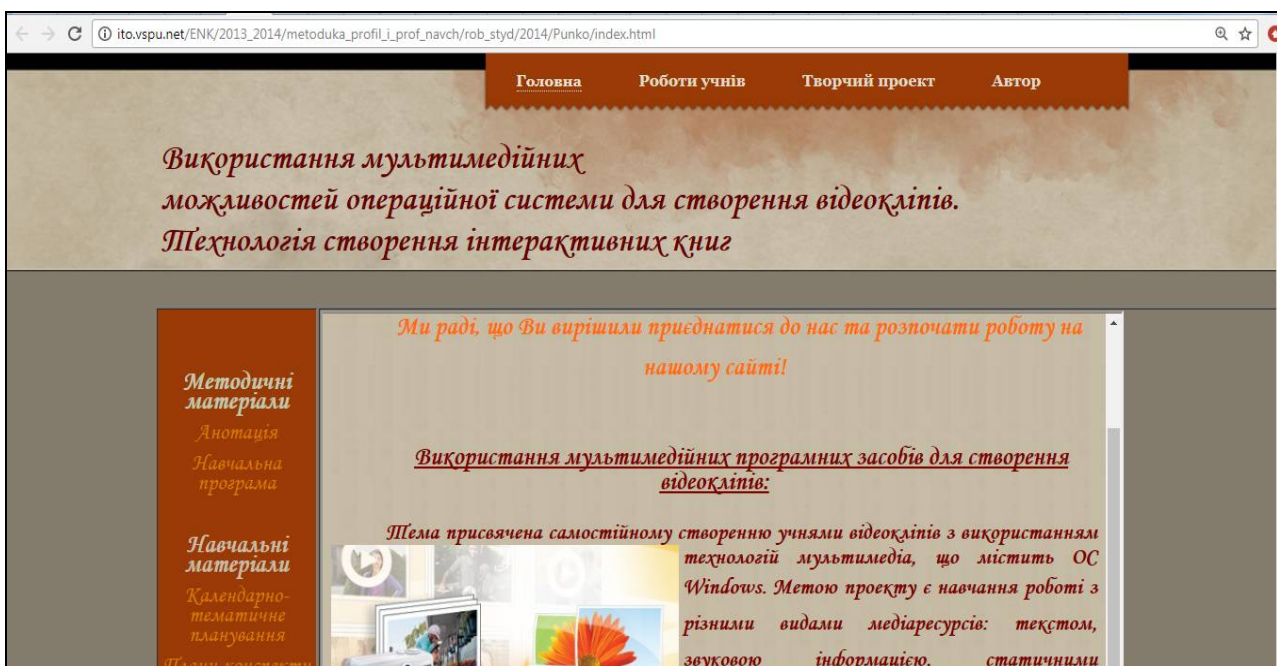 ito.vspu.net/ENK/2013_2014/metoduka_profil_i_prof_navch/rob_styd/2014/Punko/index.html
Головна Роботи учнів Творчий проект Автор
Використання мультимедійних
можливостей операційної системи для створення відеокліпів.
Технологія створення інтерактивних книг
Методичні
матеріали
Анотація
Навчальна
програма
Навчальні
матеріали
Календарно-
тематичне
планування
Плани-конспекти
Ми раді, що Ви вирішили приєднатися до нас та розпочати роботу на
нашому сайті!
Використання мультимедійних програмних засобів для створення
відеокліпів:
Тема присвячена самостійному створенню учнями відеокліпів з використанням
технологій мультимедіа, що містить ОС
Windows. Метою проекту є навчання роботі з
різними видами медіаресурсів: текстом,
звуковою інформацією, статичними